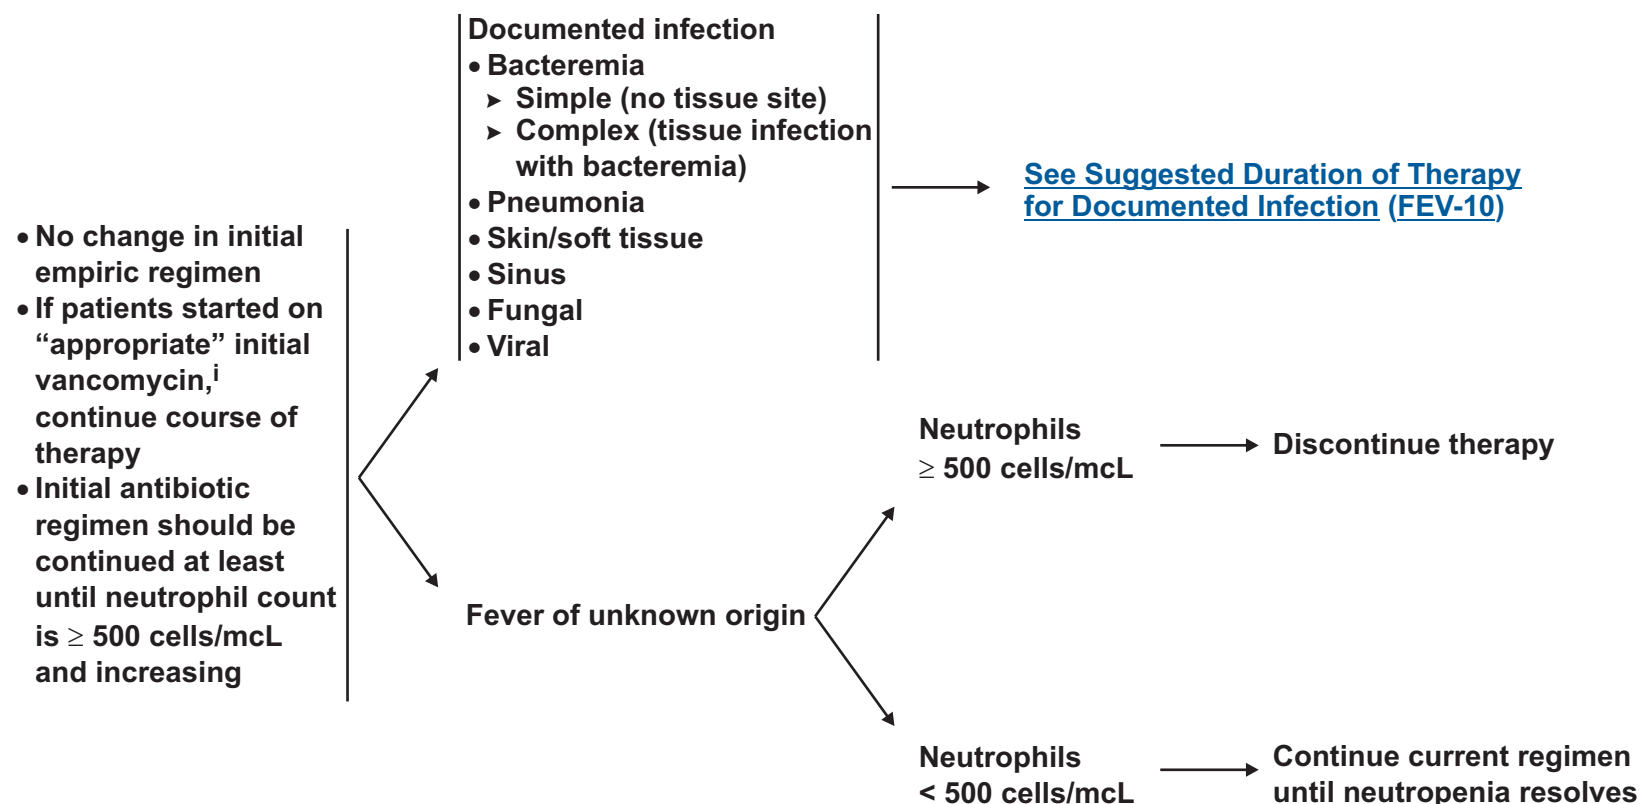 • No change in initial
empiric regimen
• If patients started on
“appropriate” initial
vancomycin,i
continue course of
therapy
• Initial antibiotic
regimen should be
continued at least
until neutrophil count
is ≥ 500 cells/mcL
and increasing
Documented infection
• Bacteremia
➤ Simple (no tissue site)
➤ Complex (tissue infection
with bacteremia)
• Pneumonia
• Skin/soft tissue
• Sinus
• Fungal
• Viral
See Suggested Duration of Therapy
for Documented Infection (FEV-10)
Fever of unknown origin
Neutrophils
≥ 500 cells/mcL
Discontinue therapy
Neutrophils
< 500 cells/mcL
Continue current regimen
until neutropenia resolves